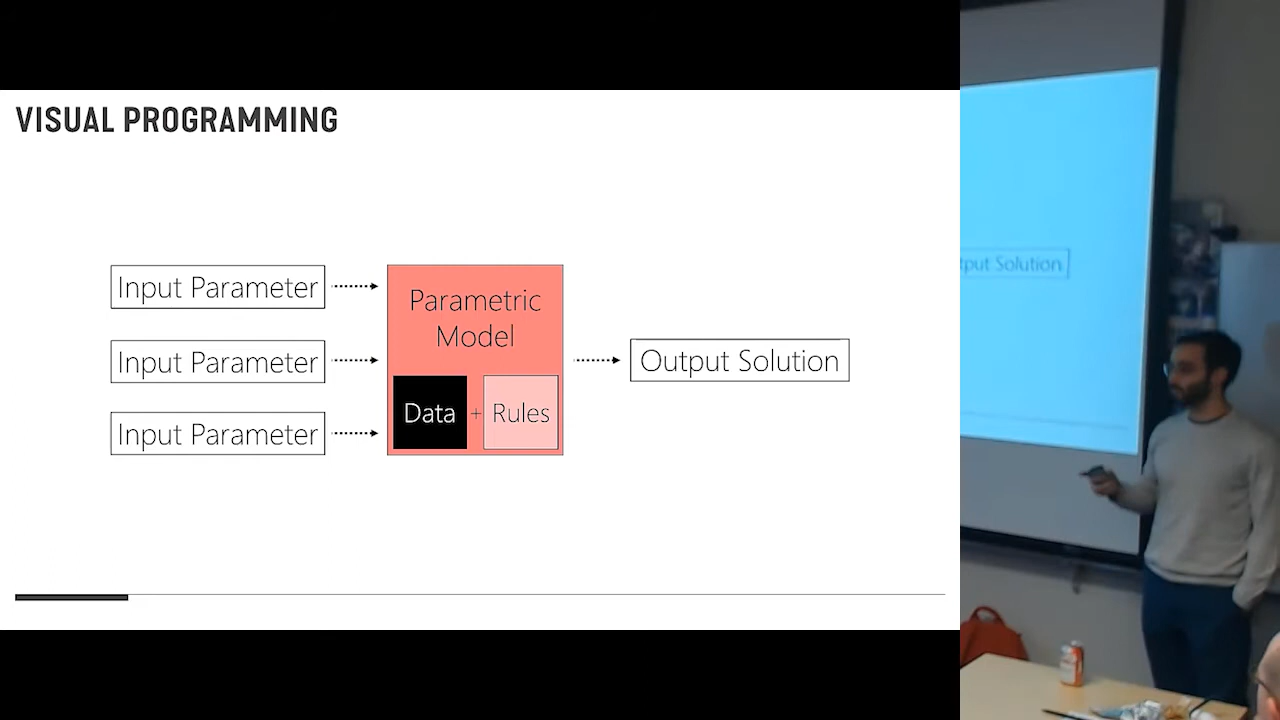 VISUAL PROGRAMMING
Input Parameter
Input Parameter
Input Parameter
Parametric
Model
Data + Rules
Output Solution
tput Solution